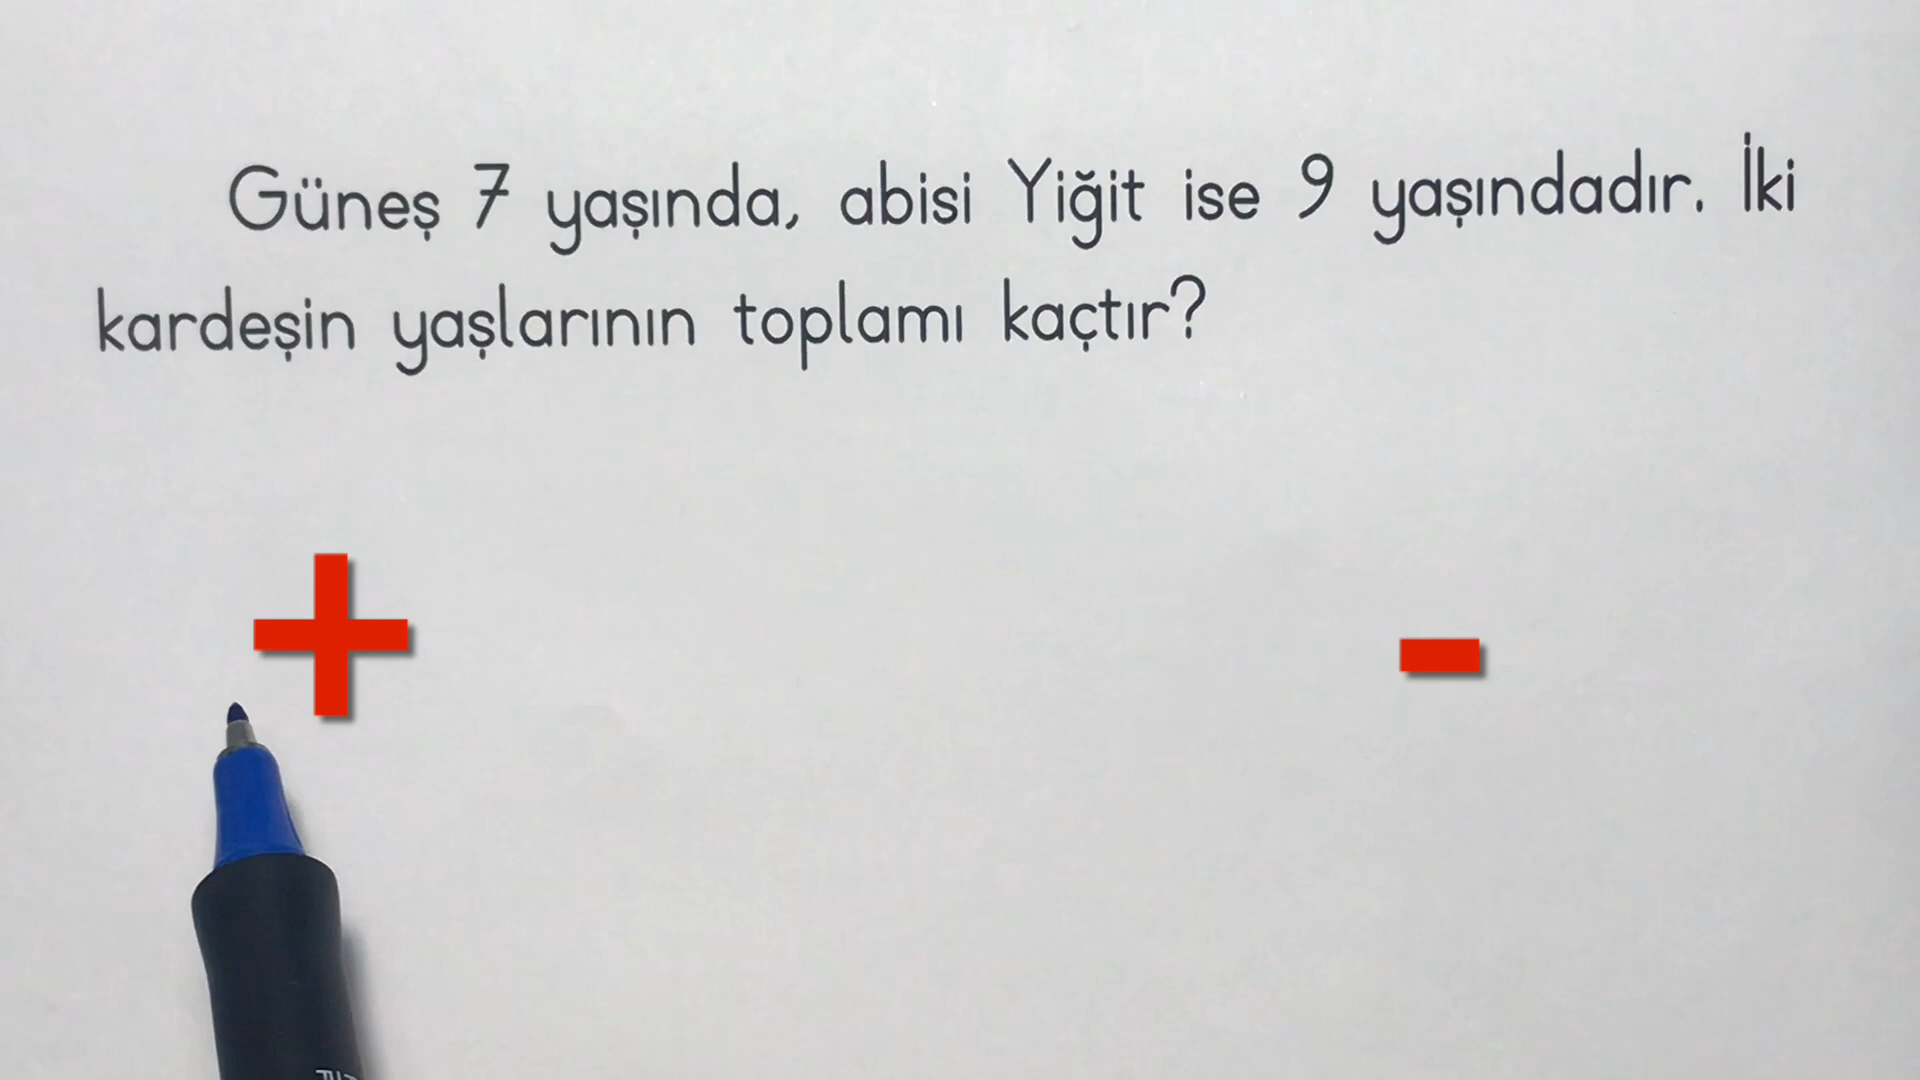 Güneş 7 yaşında, abisi Yiğit ise 9 yaşındadır. İki
kardeşin yaşlarının toplamı kaçtır?
+
-